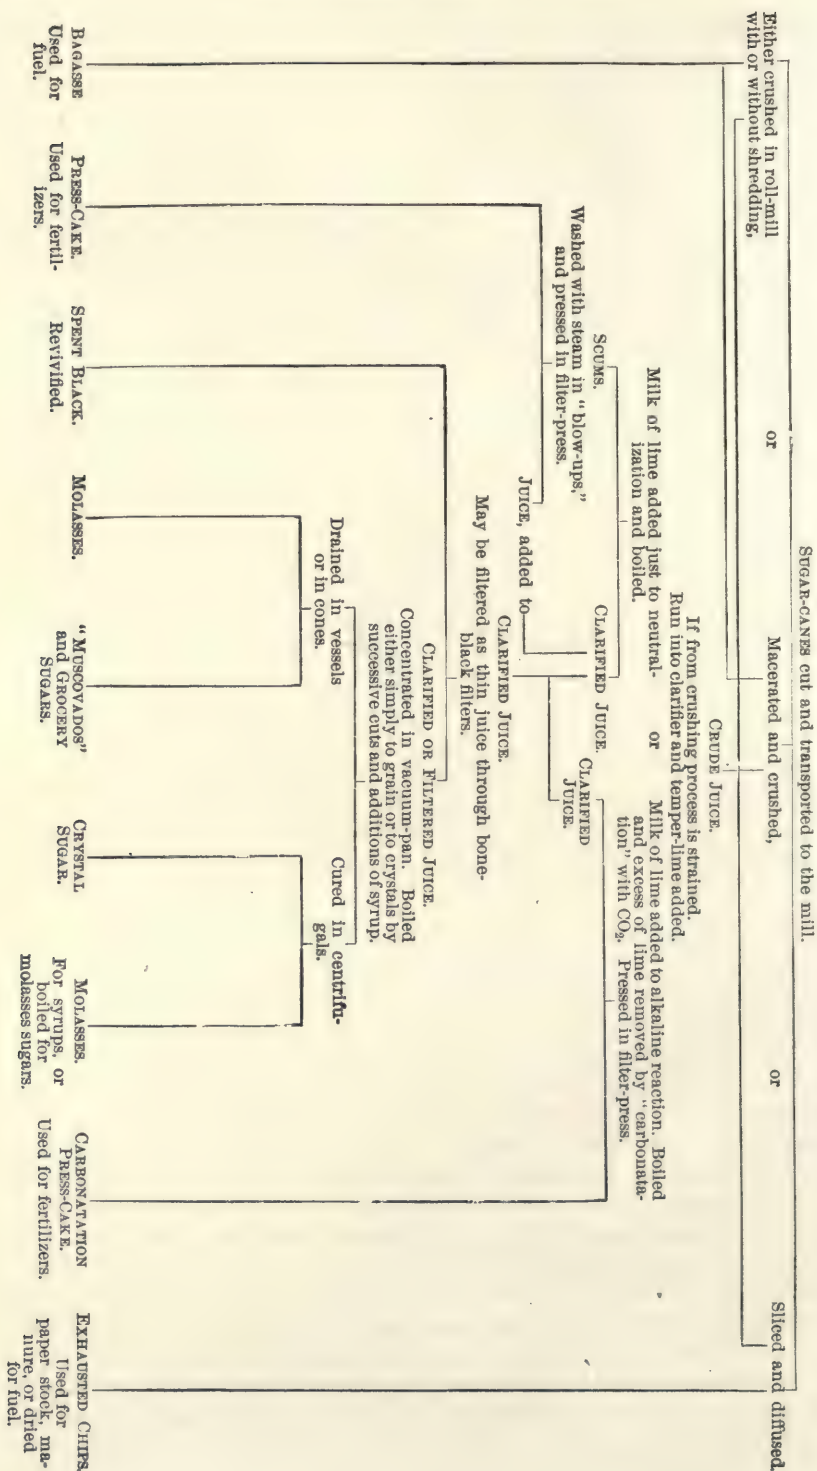 SUGAR-CANES cut and transported to the mill.
Either crushed in roll-mill
with or without shredding,
or
Macerated and crushed,
or
Sliced and diffused.
CRUDE JUICE.
If from crushing process is strained.
Run into clarifier and temper-lime added.
Milk of lime added just to neutral-
ization and boiled.
or
Milk of lime added to alkaline reaction. Boiled
and excess of lime removed by "carbonata-
tion" with CO₂. Pressed in filter-press.
SCUMS.
Washed with steam in "blow-ups,"
and pressed in filter-press.
CLARIFIED JUICE.
CLARIFIED
JUICE.
JUICE, added to
CLARIFIED JUICE.
May be filtered as thin juice through bone-
black filters.
CLARIFIED OR FILTERED JUICE.
Concentrated in vacuum-pan. Boiled
either simply to grain or to crystals by
successive cuts and additions of syrup.
Drained in vessels
or in cones.
Cured in centrifu-
gals.
BAGASSE
Used for
fuel.
PRESS-CAKE.
Used for fertil-
izers.
SPENT BLACK.
Revivified.
MOLASSES.
"MUSCOVADOS"
and GROCERY
SUGARS.
CRYSTAL
SUGAR.
MOLASSES.
For syrups, or
boiled for
molasses sugars.
CARBONATATION
PRESS-CAKE.
Used for fertilizers.
EXHAUSTED CHIPS.
Used for
paper stock, ma-
nure, or dried
for fuel.